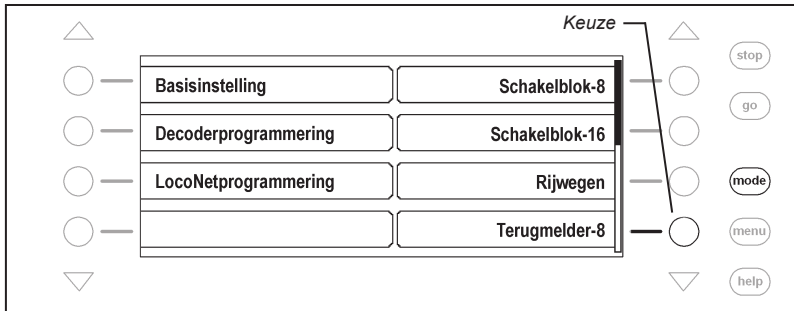 Keuze
stop
Basisinstelling Schakelblok-8
go
Decoderprogrammering Schakelblok-16
LocoNetprogrammering Rijwegen
mode
Terugmelder-8
menu
help